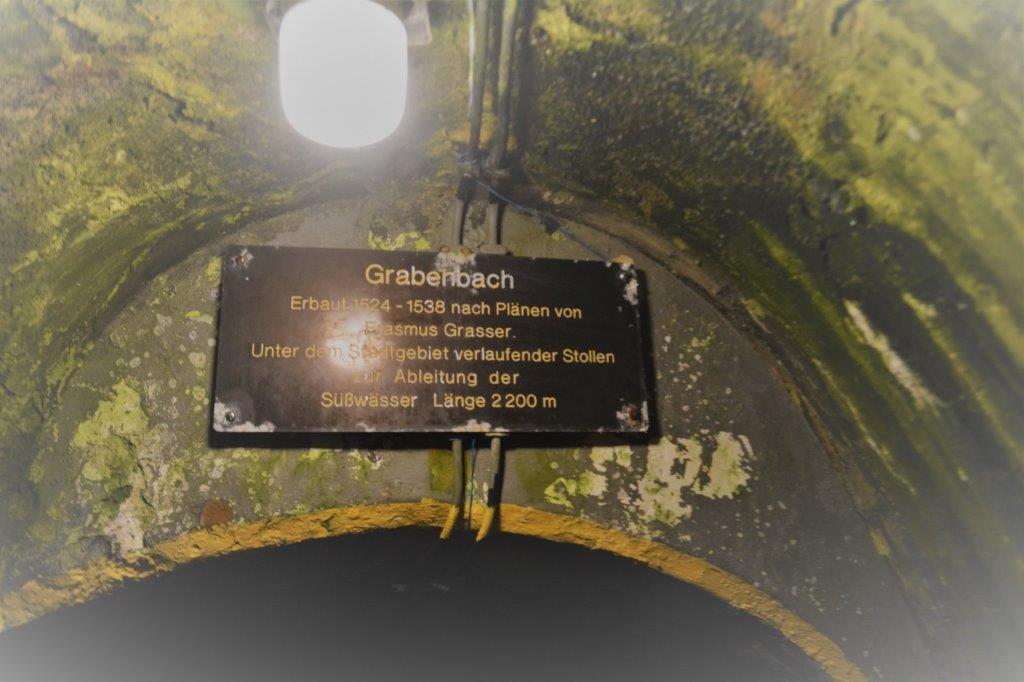 Grabenbach
Erbaut 1524 - 1538 nach Plänen von
Erasmus Grasser.
Unter dem Stadtgebiet verlaufender Stollen
zur Ableitung der
Süßwässer Länge 2 200 m